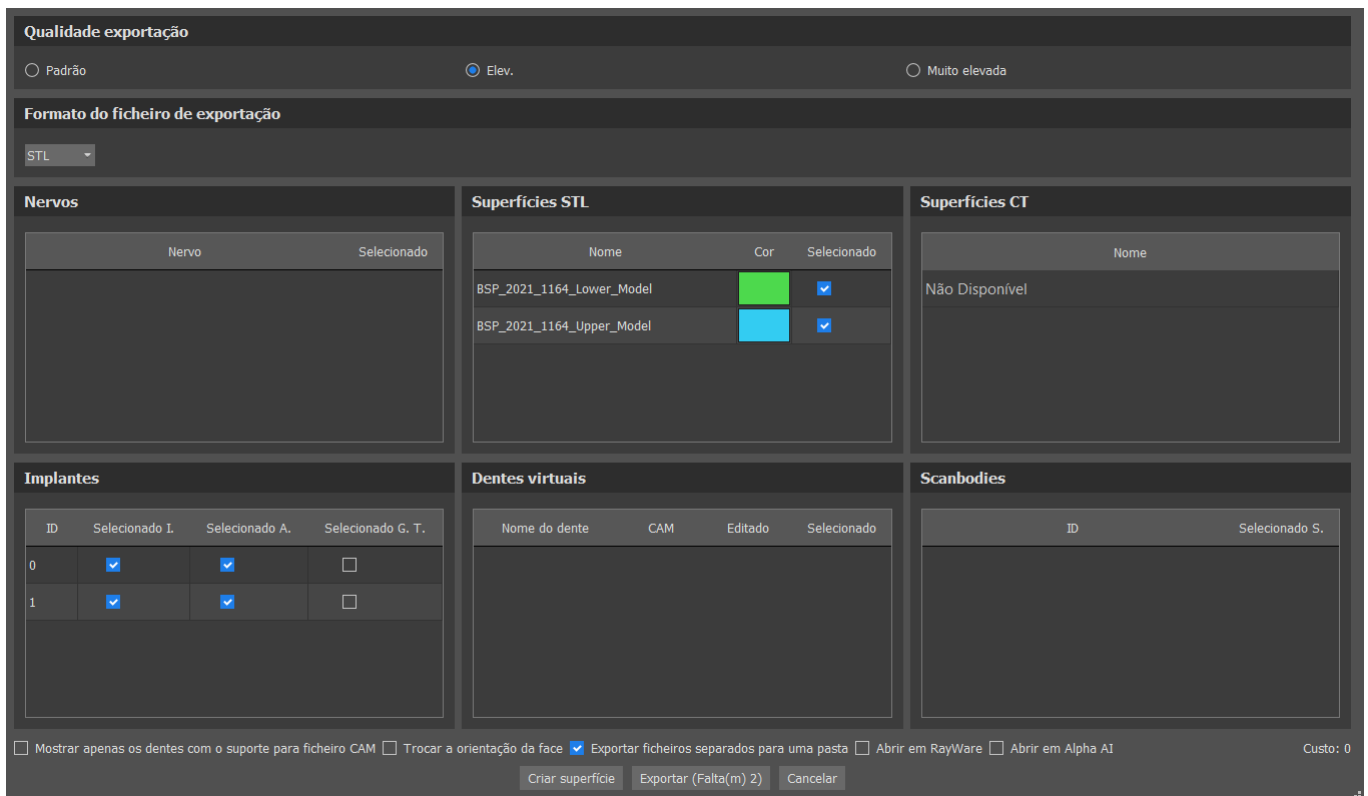 Qualidade exportação
Padrão
Elev.
Muito elevada
Formato do ficheiro de exportação
STL
Nervos
Superfícies STL
Superfícies CT
Nervo Selecionado
Nome Cor Selecionado
Nome
BSP_2021_1164_Lower_Model
Não Disponível
BSP_2021_1164_Upper_Model
Implantes
Dentes virtuais
Scanbodies
ID Selecionado I. Selecionado A. Selecionado G. T.
Nome do dente CAM Editado Selecionado
ID Selecionado S.
0
1
Mostrar apenas os dentes com o suporte para ficheiro CAM Trocar a orientação da face Exportar ficheiros separados para uma pasta Abrir em RayWare Abrir em Alpha AI Custo: 0
Criar superfície Exportar (Falta(m) 2) Cancelar